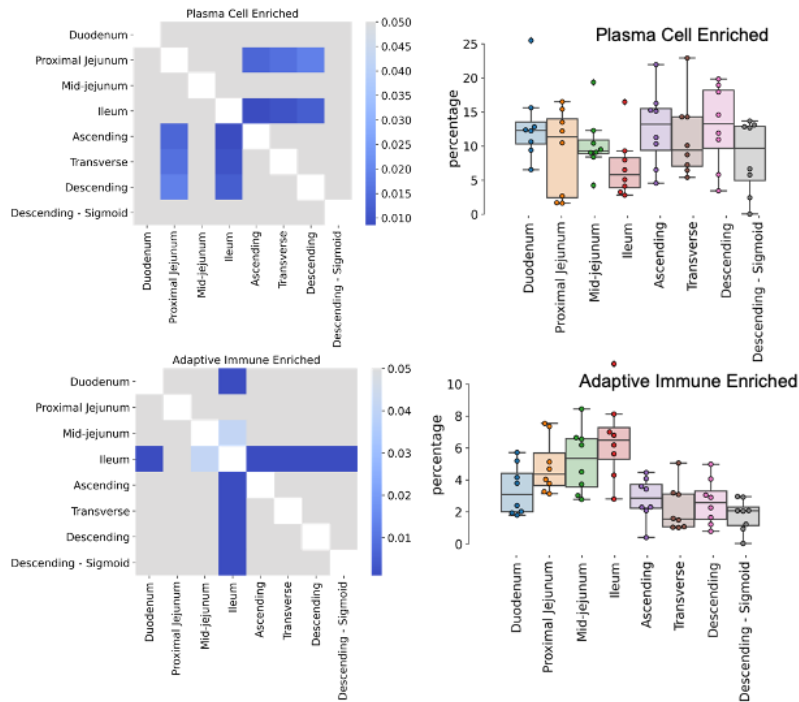 Plasma Cell Enriched
Duodenum
Proximal Jejunum
Mid-jejunum
Ileum
Ascending
Transverse
Descending
Descending - Sigmoid
Duodenum
Proximal Jejunum
Mid-jejunum
Ileum
Ascending
Transverse
Descending
Descending - Sigmoid
0.050
0.045
0.040
0.035
0.030
0.025
0.020
0.015
0.010
Plasma Cell Enriched
percentage
25
20
15
10
5
0
Duodenum
Proximal Jejunum
Mid-jejunum
Ileum
Ascending
Transverse
Descending
Descending - Sigmoid
Adaptive Immune Enriched
Duodenum
Proximal Jejunum
Mid-jejunum
Ileum
Ascending
Transverse
Descending
Descending - Sigmoid
Duodenum
Proximal Jejunum
Mid-jejunum
Ileum
Ascending
Transverse
Descending
Descending - Sigmoid
0.05
0.04
0.03
0.02
0.01
Adaptive Immune Enriched
percentage
10
8
6
4
2
0
Duodenum
Proximal Jejunum
Mid-jejunum
Ileum
Ascending
Transverse
Descending
Descending - Sigmoid